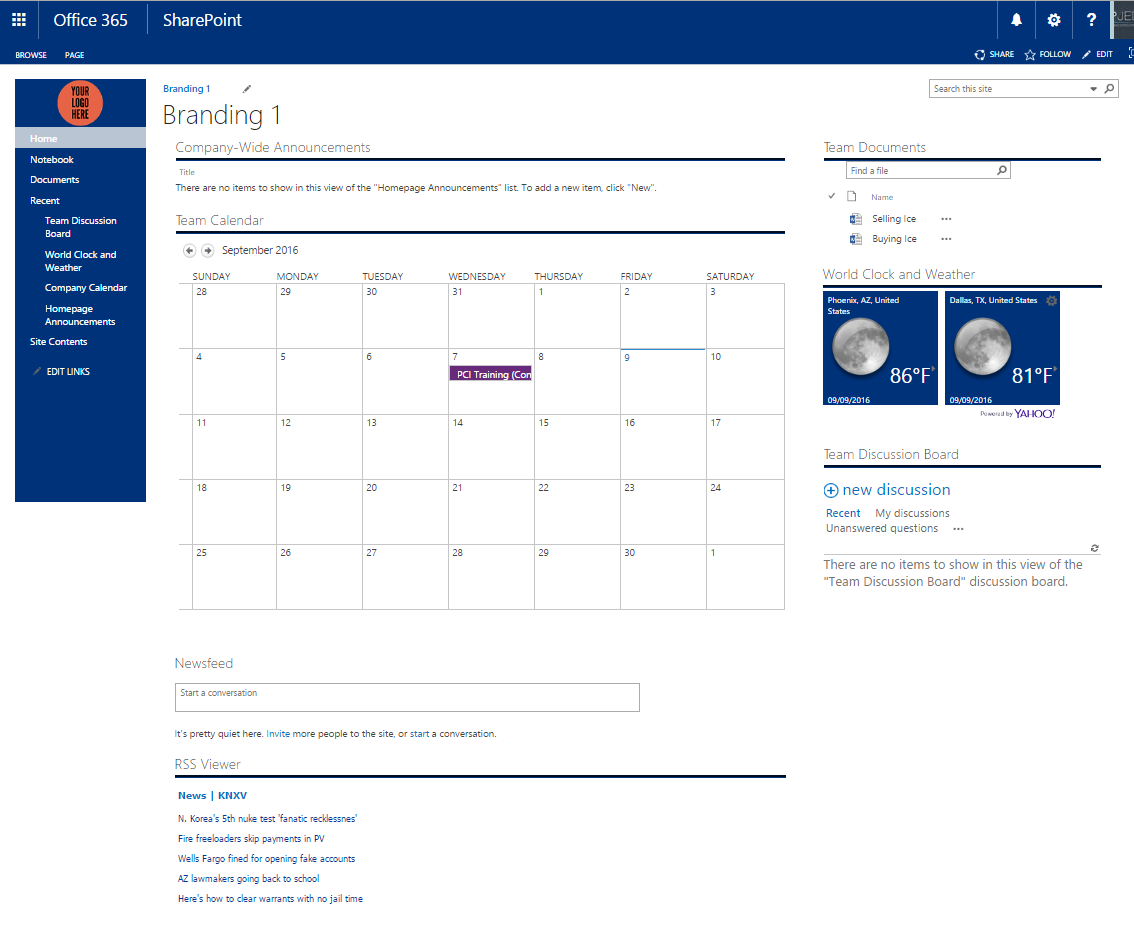 Office 365 SharePoint ?
BROWSE PAGE SHARE FOLLOW EDIT
YOUR
LOGO
HERE
Home
Notebook
Documents
Recent
Team Discussion
Board
World Clock and
Weather
Company Calendar
Homepage
Announcements
Site Contents
EDIT LINKS
Branding 1
Search this site
Branding 1
Company-Wide Announcements
Title
There are no items to show in this view of the "Homepage Announcements" list. To add a new item, click "New".
Team Calendar
September 2016
SUNDAY MONDAY TUESDAY WEDNESDAY THURSDAY FRIDAY SATURDAY
28 29 30 31 1 2 3
4 5 6 7 8 9 10
PCI Training (Con
11 12 13 14 15 16 17
18 19 20 21 22 23 24
25 26 27 28 29 30 1
Newsfeed
Start a conversation
It's pretty quiet here. Invite more people to the site, or start a conversation.
RSS Viewer
News | KNXV
N. Korea's 5th nuke test 'fanatic recklessnes'
Fire freeloaders skip payments in PV
Wells Fargo fined for opening fake accounts
AZ lawmakers going back to school
Here's how to clear warrants with no jail time
Team Documents
Find a file
Name
Selling Ice ...
Buying Ice ...
World Clock and Weather
Phoenix, AZ, United
States
86°F
09/09/2016
Dallas, TX, United States
81°F
09/09/2016
Powered by YAHOO!
Team Discussion Board
new discussion
Recent My discussions
Unanswered questions ...
There are no items to show in this view of the
"Team Discussion Board" discussion board.